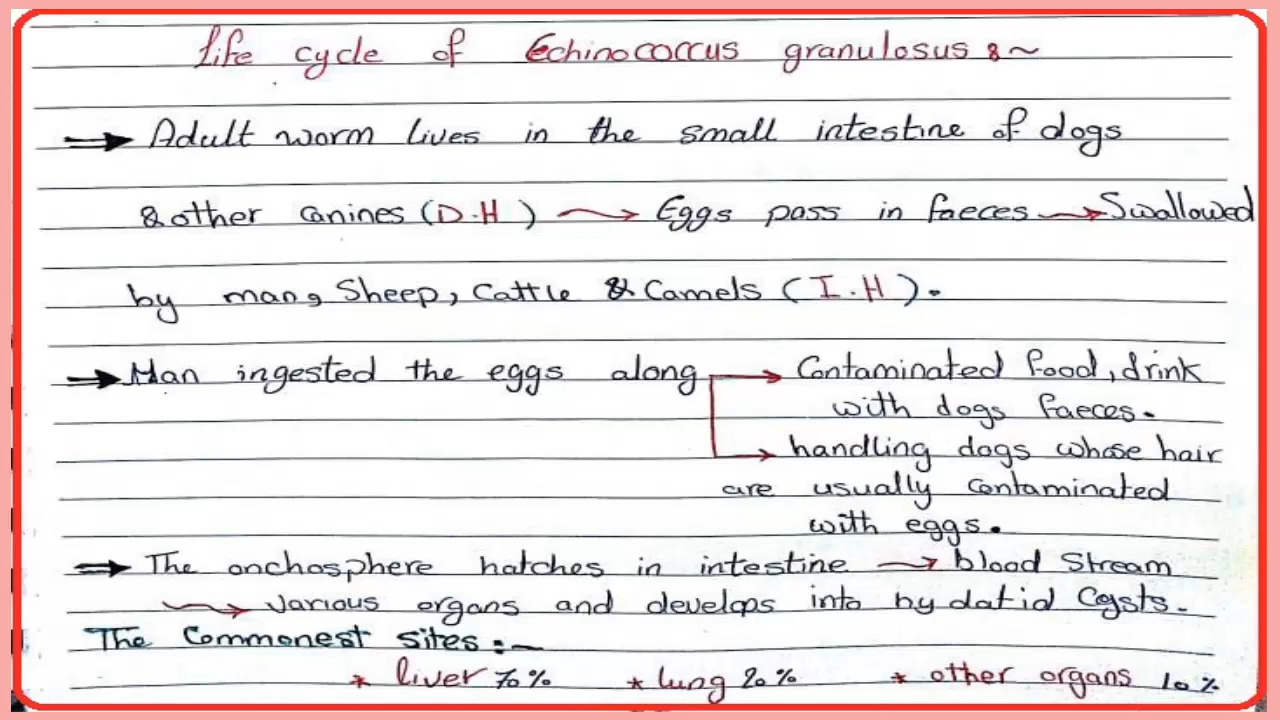 Life cycle of Echinococcus granulosus :~
Adult worm lives in the small intestine of dogs
& other canines (D.H) → Eggs pass in faeces → Swallowed
by man, Sheep, Cattle & Camels (I.H).
Man ingested the eggs along → Contaminated food, drink
with dogs faeces.
→ handling dogs whose hair
are usually contaminated
with eggs.
The onchosphere hatches in intestine → blood stream
→ various organs and develops into hydatid Cysts.
The Commonest sites :~
* liver 70% * lung 20% * other organs 10%